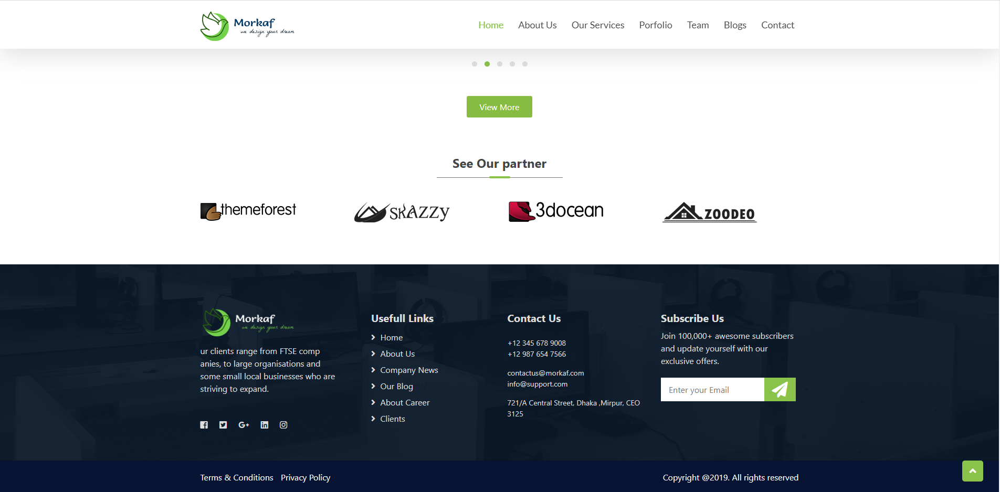 Morkaf
we design your dream
Home About Us Our Services Porfolio Team Blogs Contact
View More
See Our partner
themeforest
SKAZZY
3docean
ZOODEO
Morkaf
we design your dream
ur clients range from FTSE comp
anies, to large organisations and
some small local businesses who are
striving to expand.
Usefull Links
Home
About Us
Company News
Our Blog
About Career
Clients
Contact Us
+12 345 678 9008
+12 987 654 7566
contactus@morkaf.com
info@support.com
721/A Central Street, Dhaka ,Mirpur, CEO
3125
Subscribe Us
Join 100,000+ awesome subscribers
and update yourself with our
exclusive offers.
Enter your Email
Terms & Conditions Privacy Policy
Copyright @2019. All rights reserved